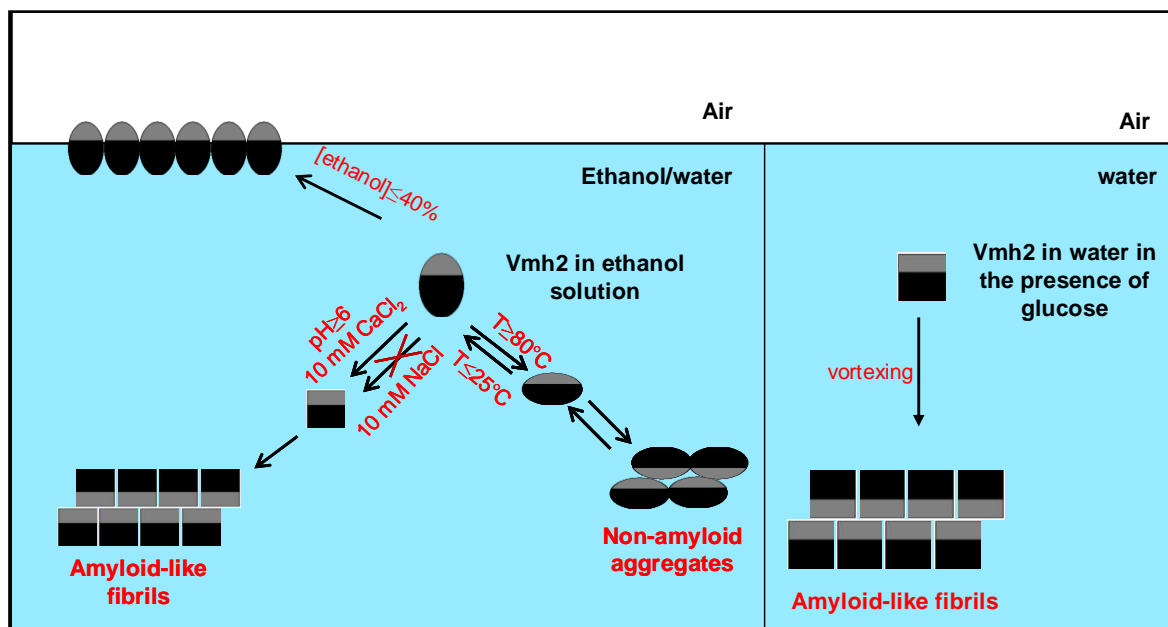 Air
Air
[ethanol]≤40%
Ethanol/water
water
Vmh2 in ethanol
solution
Vmh2 in water in
the presence of
glucose
pH≥6
10 mM CaCl₂
10 mM NaCl
T≥80°C
T≤25°C
vortexing
Amyloid-like
fibrils
Non-amyloid
aggregates
Amyloid-like fibrils